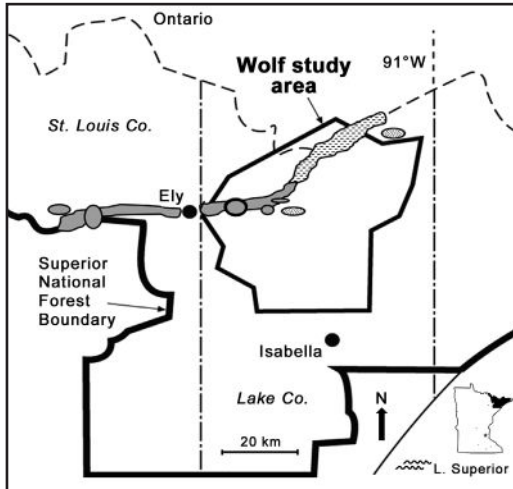 Ontario
Wolf study
area
91°W
St. Louis Co.
Ely
Superior
National
Forest
Boundary
Isabella
Lake Co.
N
20 km
L. Superior